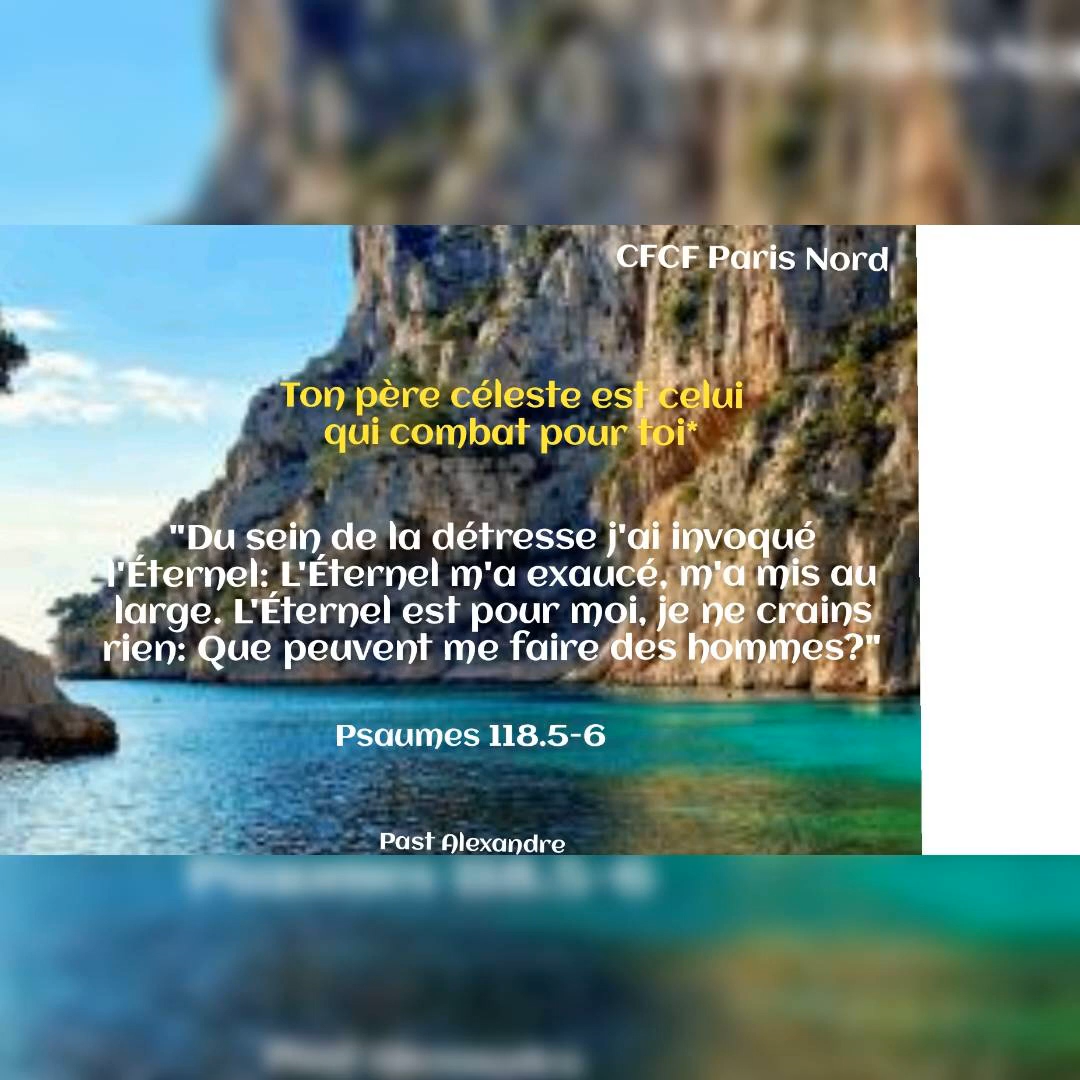 CFCF Paris Nord
Ton père céleste est celui
qui combat pour toi*
"Du sein de la détresse j'ai invoqué
l'Éternel: L'Éternel m'a exaucé, m'a mis au
large. L'Éternel est pour moi, je ne crains
rien: Que peuvent me faire des hommes?"
Psaumes 118.5-6
Past Alexandre